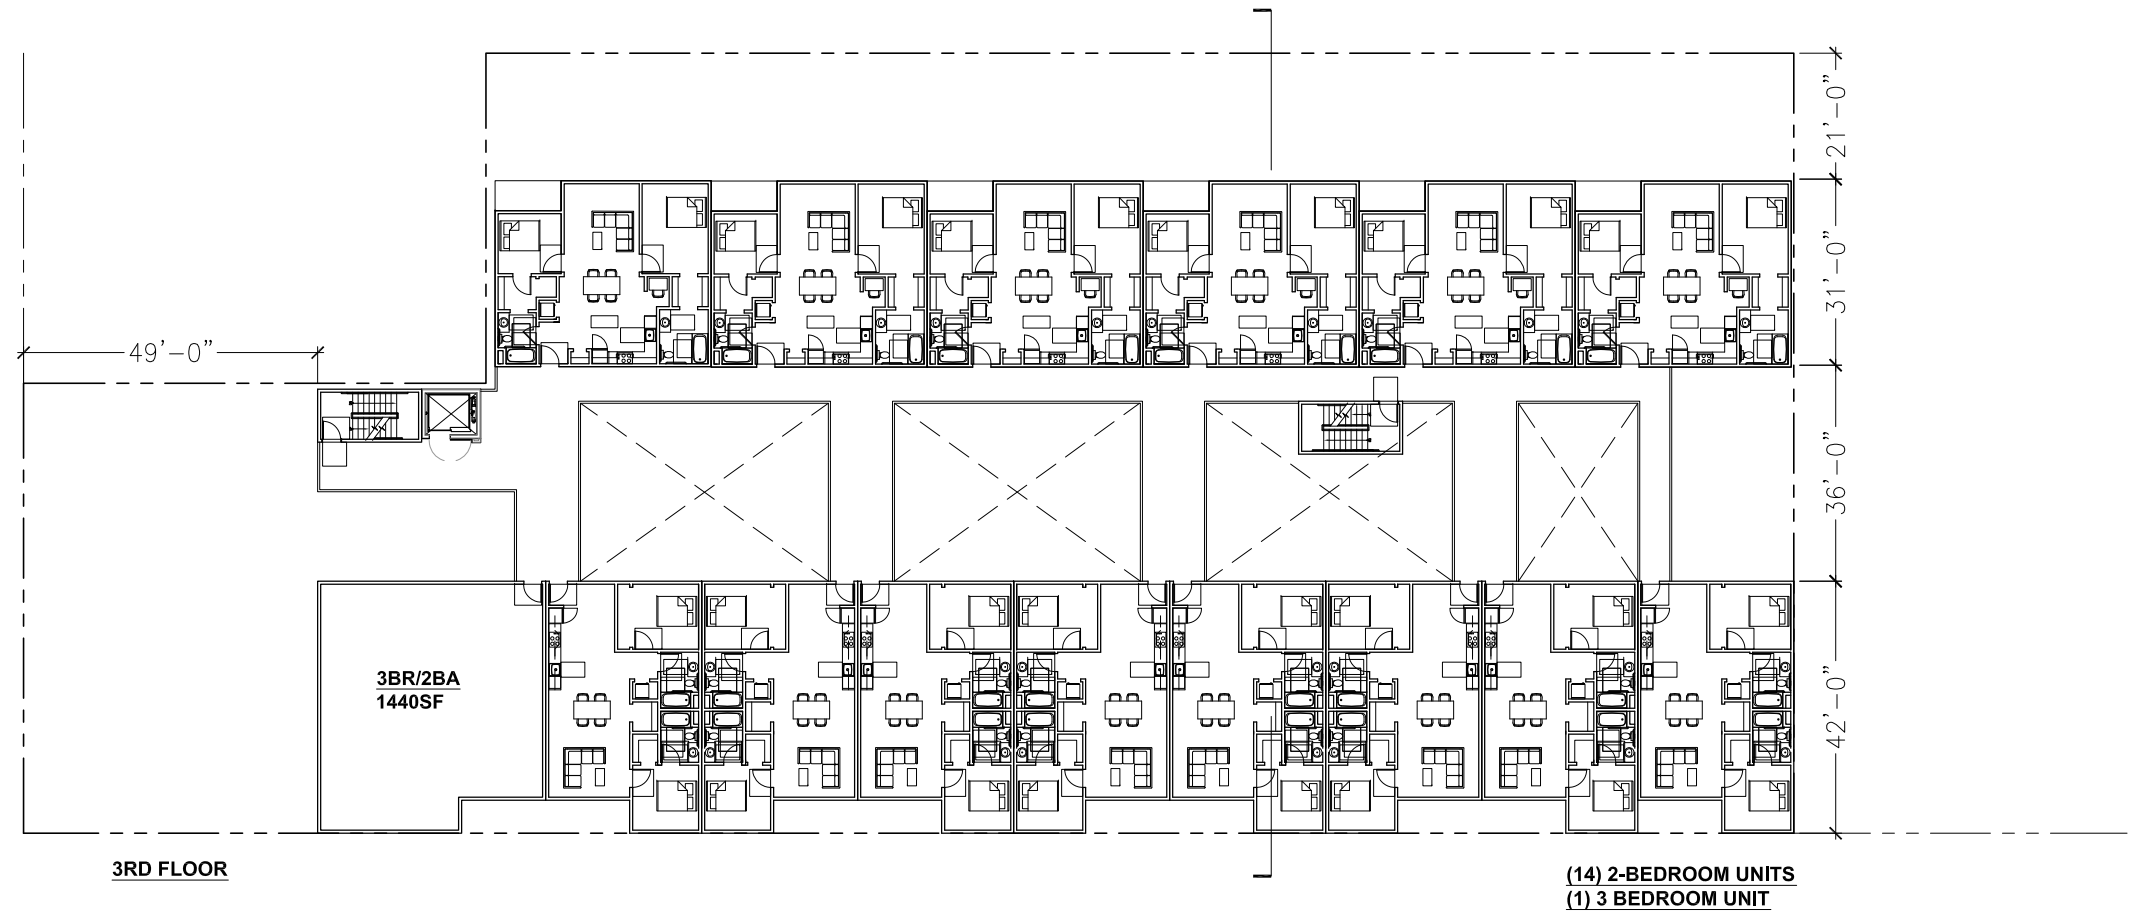 21'-0"
31'-0"
49'-0"
36'-0"
3BR/2BA
1440SF
42'-0"
3RD FLOOR
(14) 2-BEDROOM UNITS
(1) 3 BEDROOM UNIT